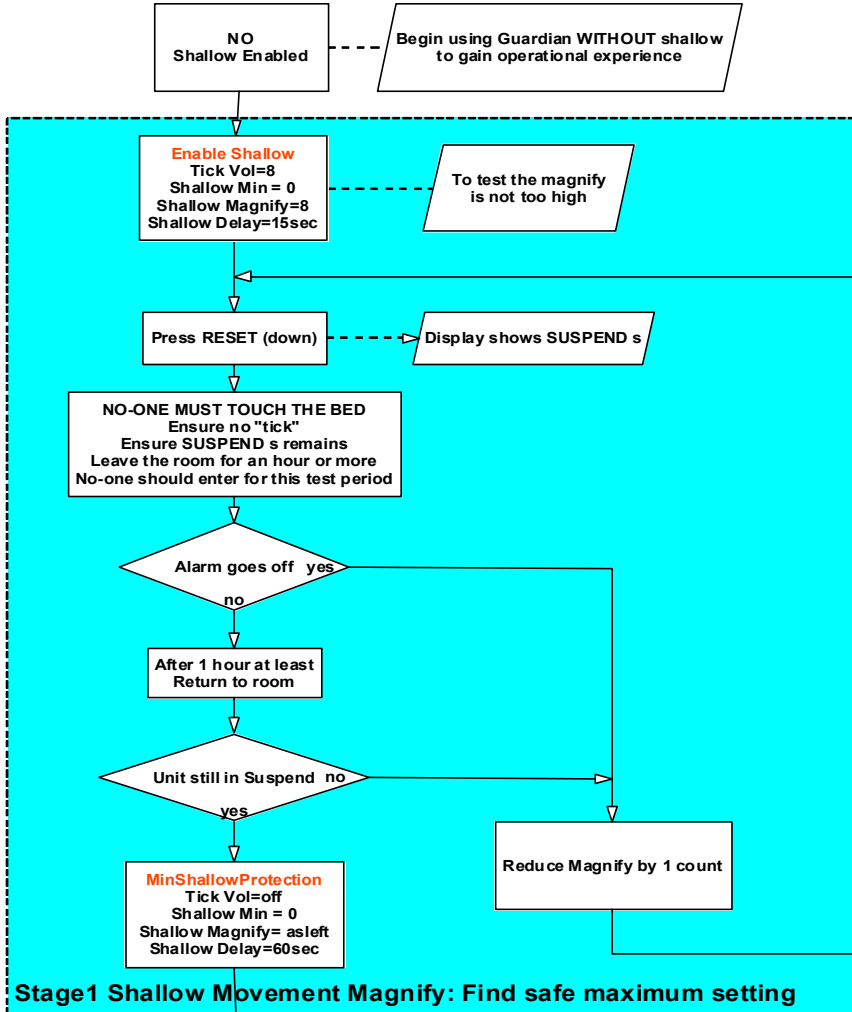 NO
Shallow Enabled
Begin using Guardian WITHOUT shallow
to gain operational experience
Enable Shallow
Tick Vol=8
Shallow Min = 0
Shallow Magnify=8
Shallow Delay=15sec
To test the magnify
is not too high
Press RESET (down)
Display shows SUSPEND s
NO-ONE MUST TOUCH THE BED
Ensure no "tick"
Ensure SUSPEND s remains
Leave the room for an hour or more
No-one should enter for this test period
Alarm goes off yes
no
After 1 hour at least
Return to room
Unit still in Suspend no
yes
Reduce Magnify by 1 count
MinShallowProtection
Tick Vol=off
Shallow Min = 0
Shallow Magnify= asleft
Shallow Delay=60sec
Stage1 Shallow Movement Magnify: Find safe maximum setting